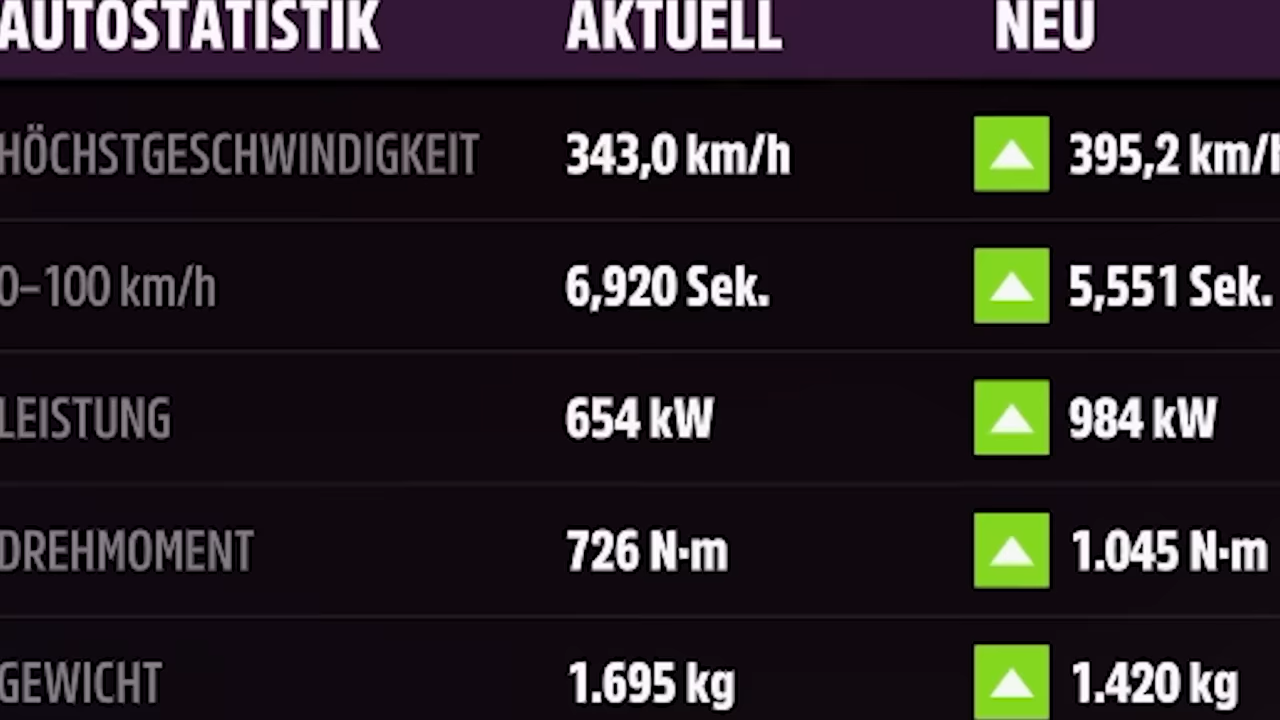 AUTOSTATISTIK AKTUELL NEU
HÖCHSTGESCHWINDIGKEIT 343,0 km/h 395,2 km/h
0–100 km/h 6,920 Sek. 5,551 Sek.
LEISTUNG 654 kW 984 kW
DREHMOMENT 726 N·m 1.045 N·m
GEWICHT 1.695 kg 1.420 kg